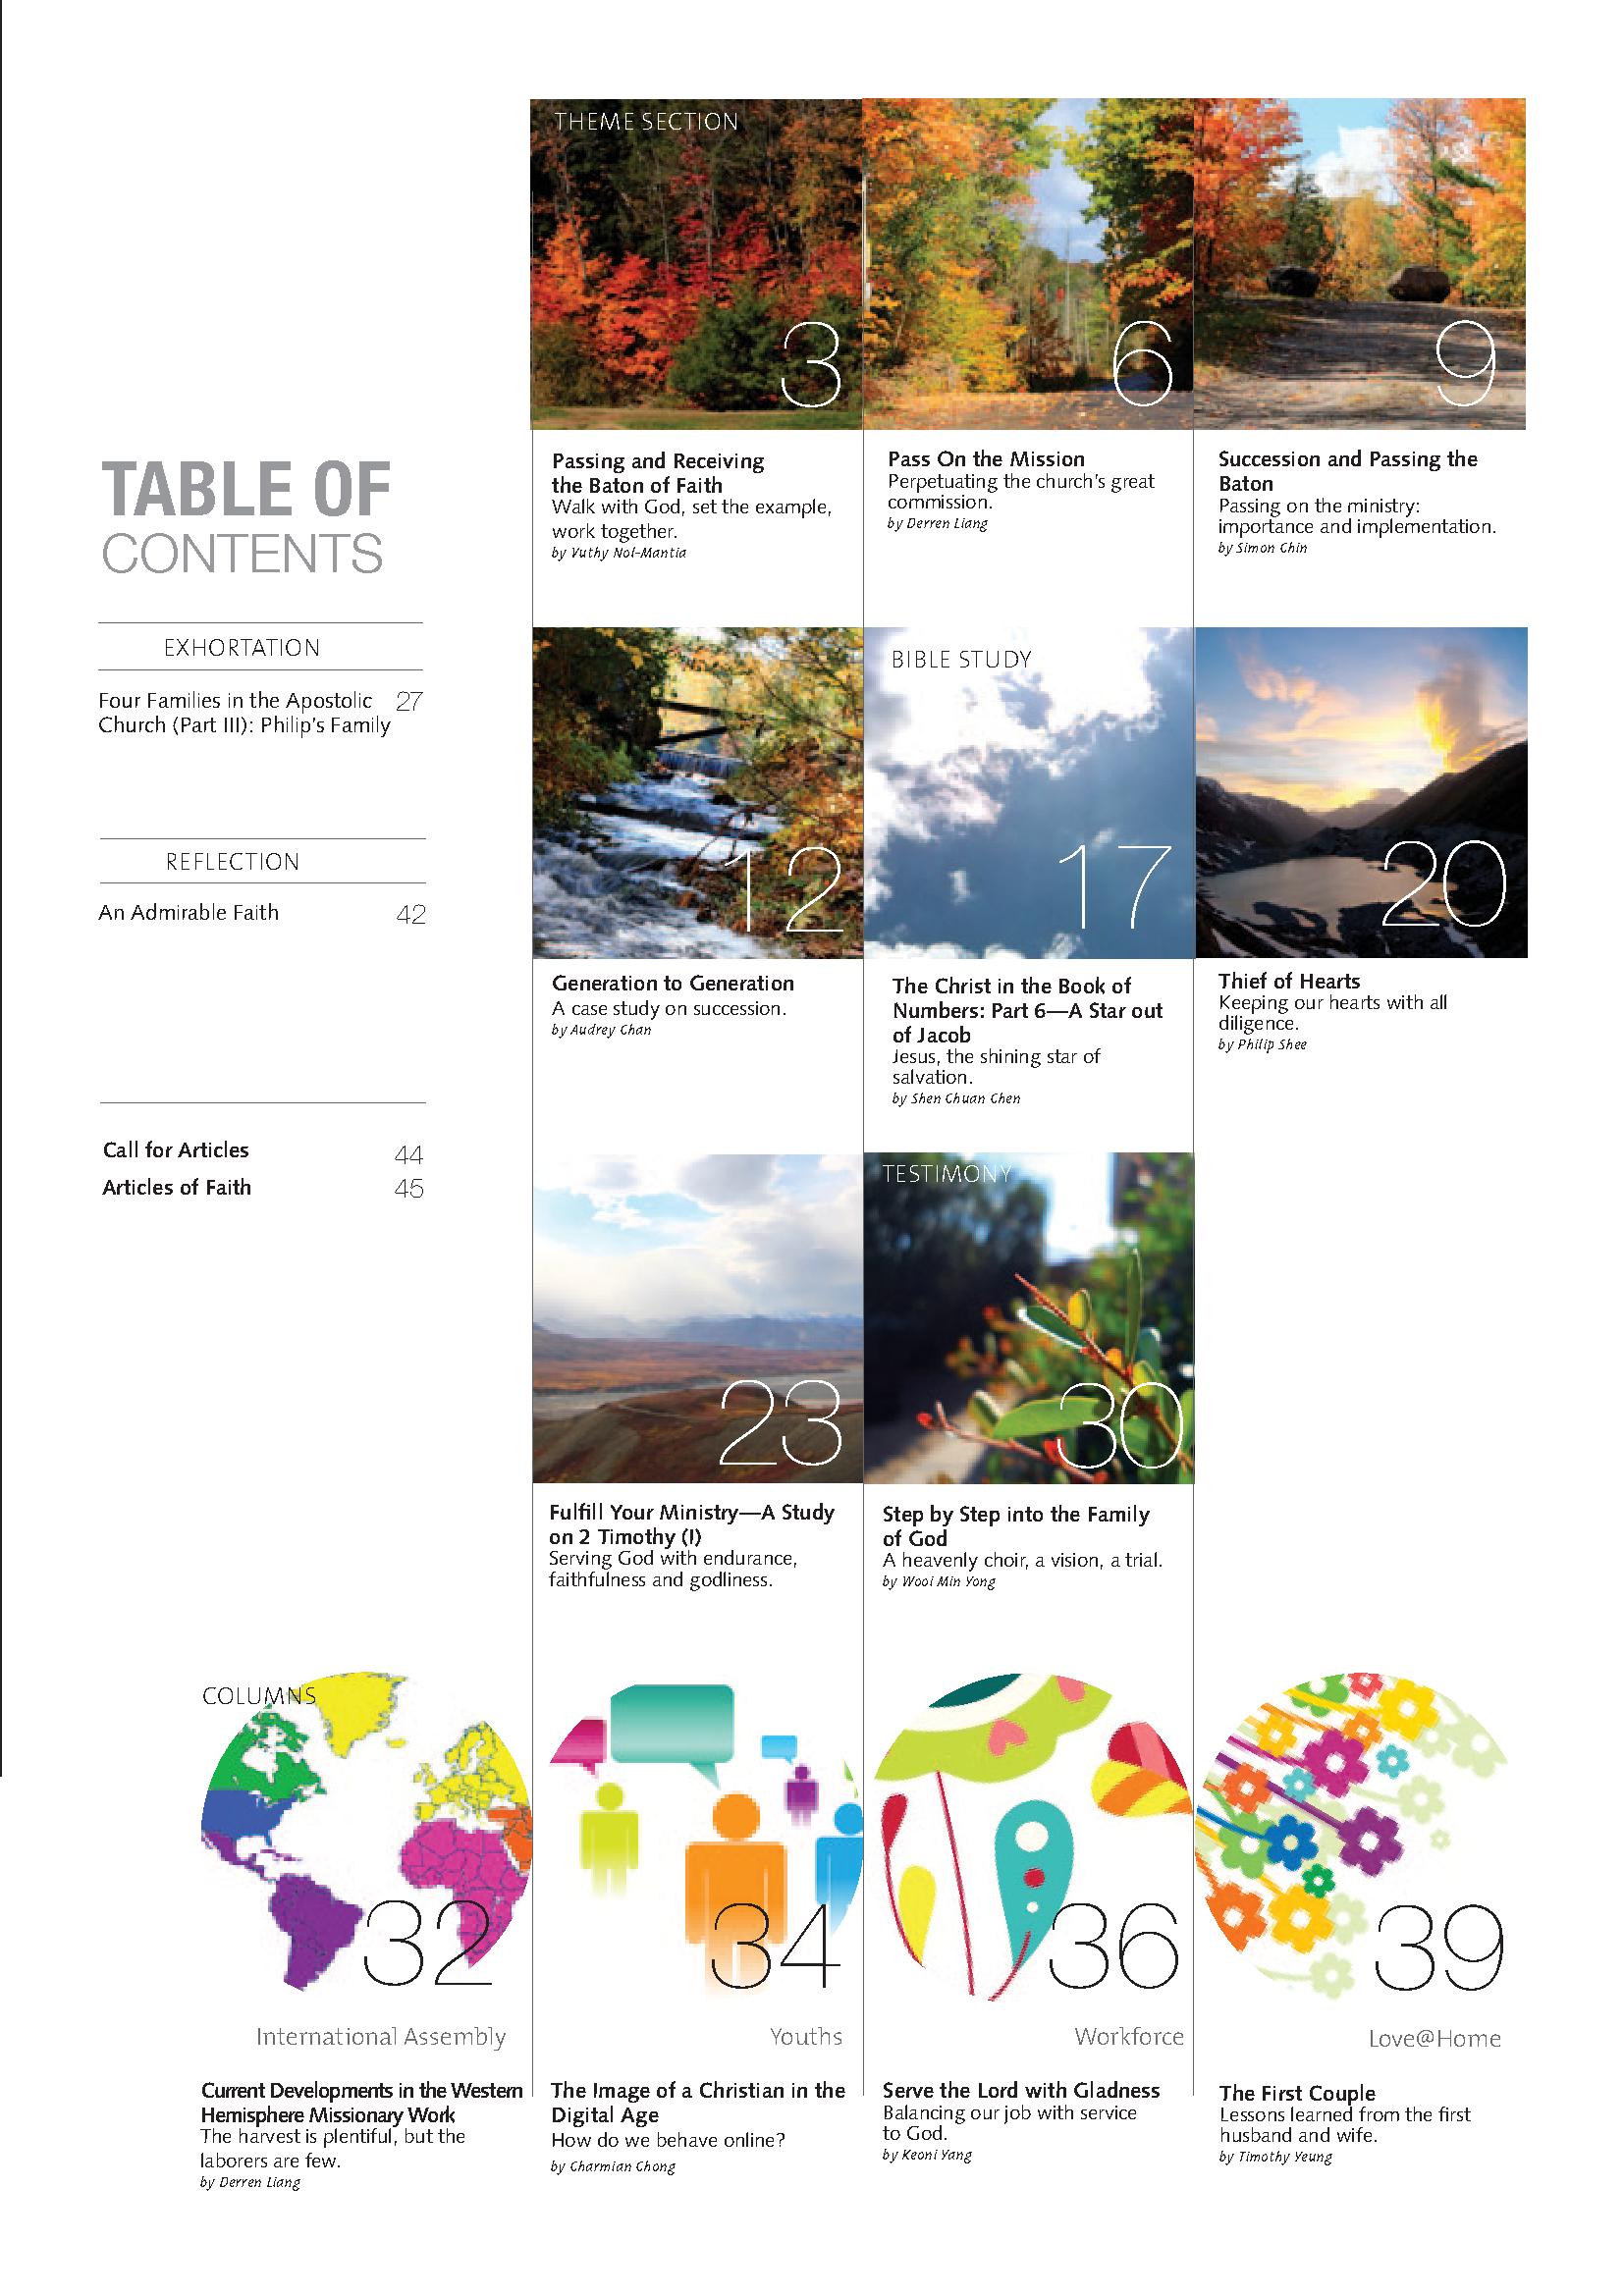 TABLE OF
CONTENTS
EXHORTATION
Four Families in the Apostolic 27
Church (Part III): Philip's Family
REFLECTION
An Admirable Faith 42
Call for Articles 44
Articles of Faith 45
THEME SECTION
3
Passing and Receiving
the Baton of Faith
Walk with God, set the example,
work together.
by Vuthy Nol-Mantia
6
Pass On the Mission
Perpetuating the church's great
commission.
by Derren Liang
9
Succession and Passing the
Baton
Passing on the ministry:
importance and implementation.
by Simon Chin
12
Generation to Generation
A case study on succession.
by Audrey Chan
BIBLE STUDY
17
The Christ in the Book of
Numbers: Part 6—A Star out
of Jacob
Jesus, the shining star of
salvation.
by Shen Chuan Chen
20
Thief of Hearts
Keeping our hearts with all
diligence.
by Philip Shee
23
Fulfill Your Ministry—A Study
on 2 Timothy (I)
Serving God with endurance,
faithfulness and godliness.
TESTIMONY
30
Step by Step into the Family
of God
A heavenly choir, a vision, a trial.
by Wooi Min Yong
COLUMNS
32
International Assembly
Current Developments in the Western
Hemisphere Missionary Work
The harvest is plentiful, but the
laborers are few.
by Derren Liang
34
Youths
The Image of a Christian in the
Digital Age
How do we behave online?
by Charmian Chong
36
Workforce
Serve the Lord with Gladness
Balancing our job with service
to God.
by Keoni Yang
39
Love@Home
The First Couple
Lessons learned from the first
husband and wife.
by Timothy Yeung